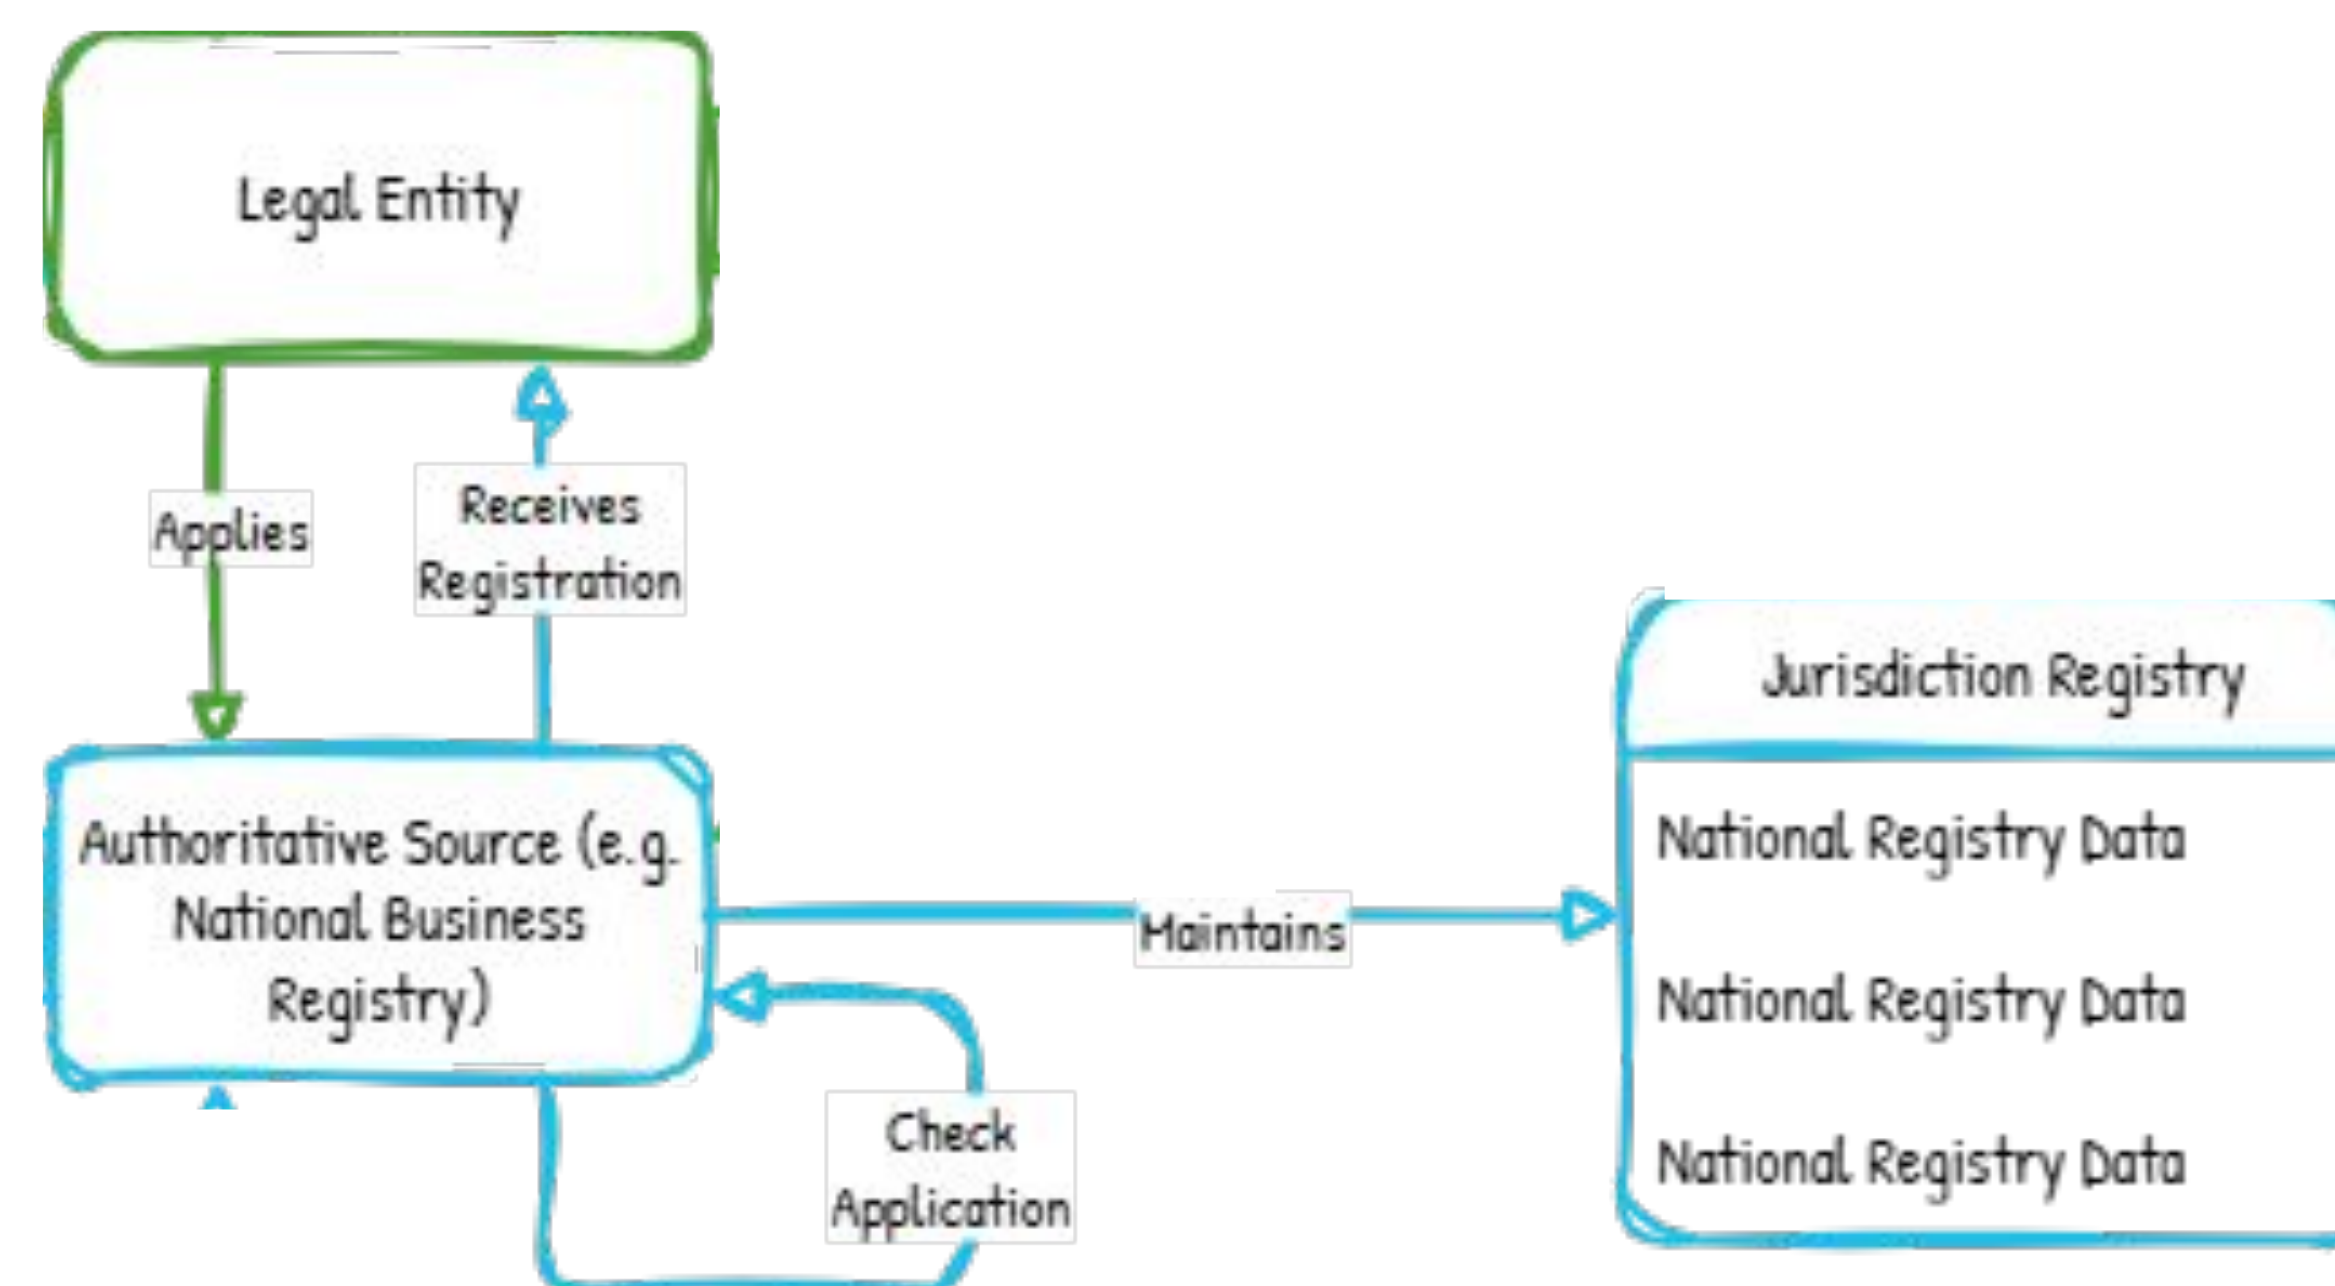 Legal Entity
Applies
Receives
Registration
Authoritative Source (e.g.
National Business
Registry)
Maintains
Check
Application
Jurisdiction Registry
National Registry Data
National Registry Data
National Registry Data